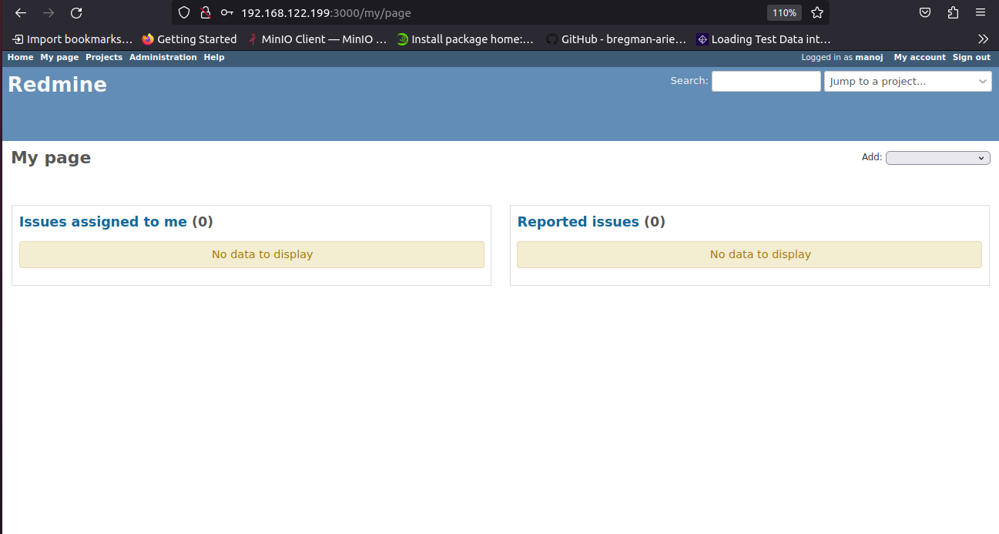 192.168.122.199:3000/my/page 110%
Import bookmarks... Getting Started MinIO Client — MinIO ... Install package home:... GitHub - bregman-arie... Loading Test Data int...
Home My page Projects Administration Help Logged in as manoj My account Sign out
Redmine Search: Jump to a project...
My page Add:
Issues assigned to me (0) Reported issues (0)
No data to display No data to display